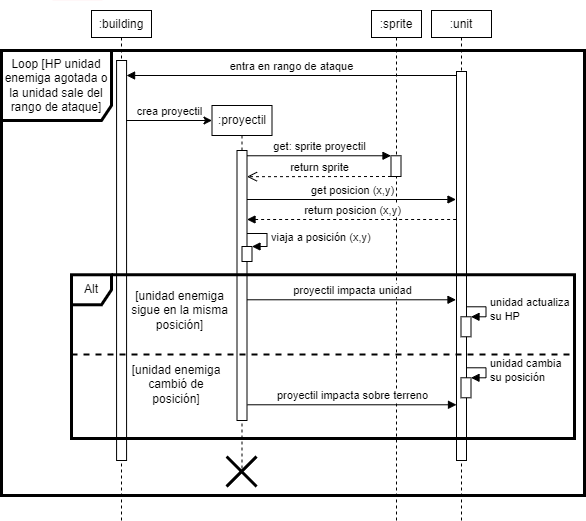 :building
:sprite
:unit
Loop [HP unidad
enemiga agotada o
la unidad sale del
rango de ataque]
entra en rango de ataque
crea proyectil
:proyectil
get: sprite proyectil
return sprite
get posicion (x,y)
return posicion (x,y)
viaja a posición (x,y)
Alt
[unidad enemiga
sigue en la misma
posición]
proyectil impacta unidad
unidad actualiza
su HP
[unidad enemiga
cambió de
posición]
unidad cambia
su posición
proyectil impacta sobre terreno